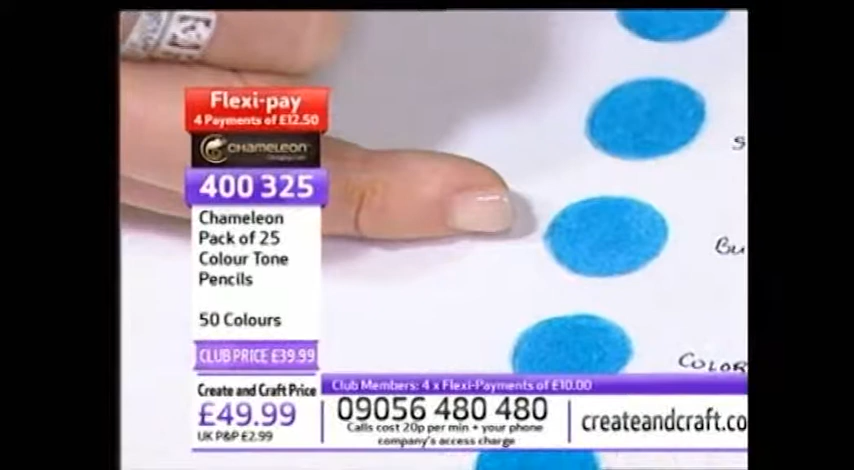 Flexi-pay
4 Payments of £12.50
CHAMELEON
400 325
Chameleon
Pack of 25
Colour Tone
Pencils
50 Colours
CLUB PRICE £39.99
Create and Craft Price
£49.99
UK P&P £2.99
Club Members: 4 x Flexi-Payments of £10.00
09056 480 480
Calls cost 20p per min + your phone
company's access charge
createandcraft.co
S
Bu
COLOR